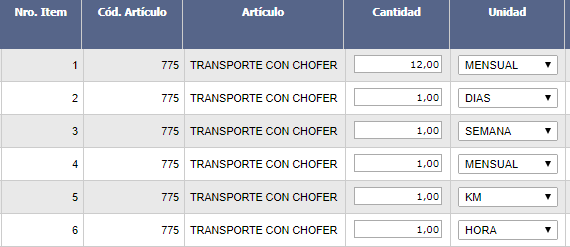 Nro. Item Cód. Artículo Artículo Cantidad Unidad
1 775 TRANSPORTE CON CHOFER 12,00 MENSUAL
2 775 TRANSPORTE CON CHOFER 1,00 DIAS
3 775 TRANSPORTE CON CHOFER 1,00 SEMANA
4 775 TRANSPORTE CON CHOFER 1,00 MENSUAL
5 775 TRANSPORTE CON CHOFER 1,00 KM
6 775 TRANSPORTE CON CHOFER 1,00 HORA